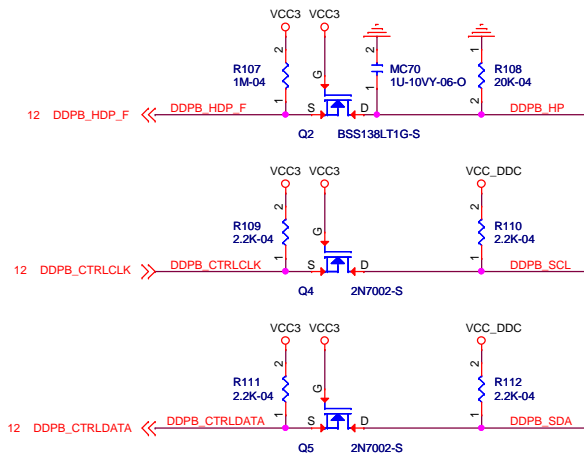 VCC3 VCC3
2 R107 1M-04 1
G
2 MC70 1U-10VY-06-O 1
1 R108 20K-04 2
12 DDPB_HDP_F DDPB_HDP_F S D DDPB_HP
Q2 BSS138LT1G-S
VCC3 VCC3 VCC_DDC
2 R109 2.2K-04 1
G
2 R110 2.2K-04 1
12 DDPB_CTRLCLK DDPB_CTRLCLK S D DDPB_SCL
Q4 2N7002-S
VCC3 VCC3 VCC_DDC
2 R111 2.2K-04 1
G
2 R112 2.2K-04 1
12 DDPB_CTRLDATA DDPB_CTRLDATA S D DDPB_SDA
Q5 2N7002-S